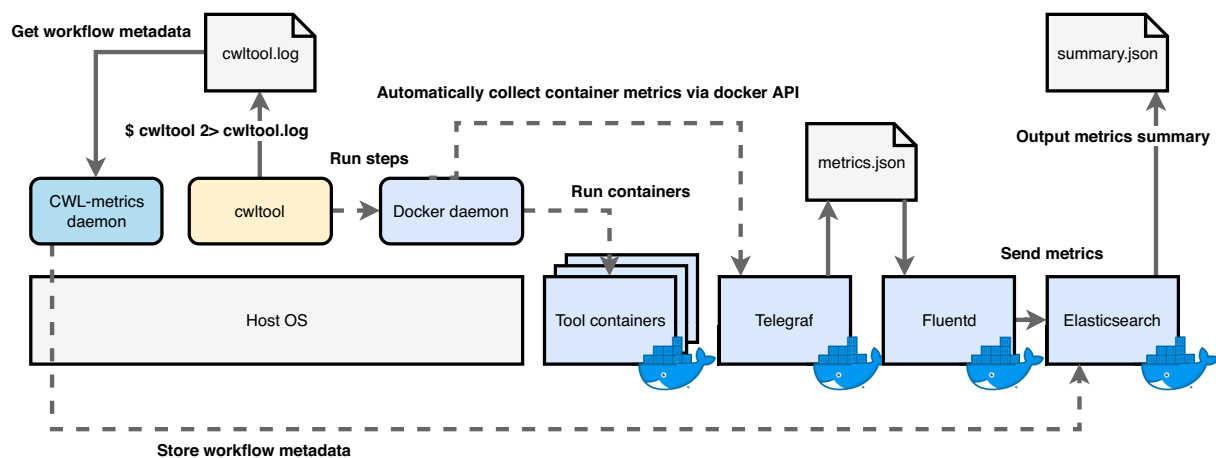 Get workflow metadata
cwltool.log
summary.json
Automatically collect container metrics via docker API
$ cwltool 2> cwltool.log
Output metrics summary
Run steps
metrics.json
Run containers
CWL-metrics
daemon
cwltool
Docker daemon
Send metrics
Host OS
Tool containers
Telegraf
Fluentd
Elasticsearch
Store workflow metadata